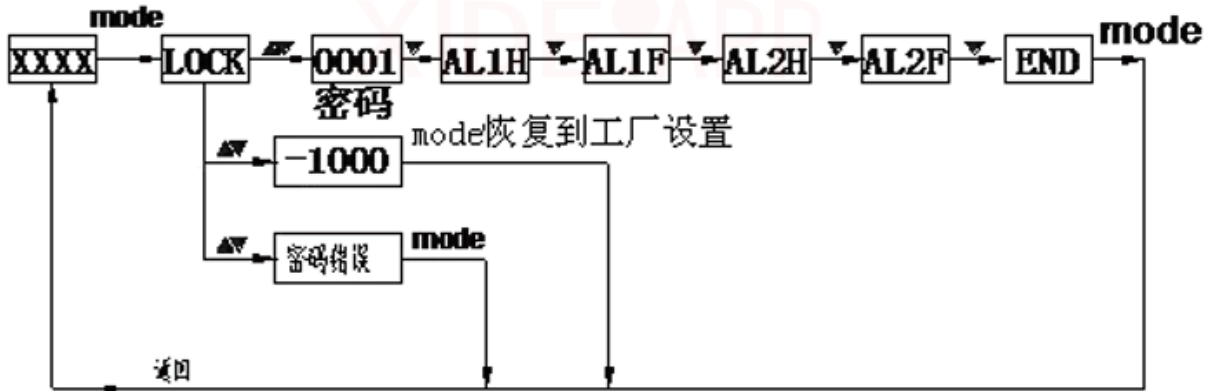 mode
mode
XXXX
LOCK
0001
AL1H
AL1F
AL2H
AL2F
END
密码
mode恢复到工厂设置
-1000
mode
密码错误
返回